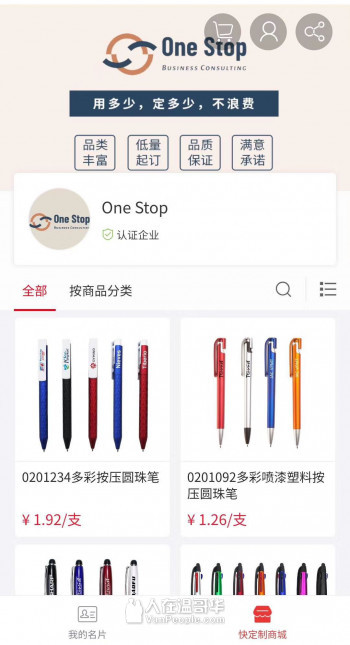 One Stop
BUSINESS CONSULTING
用多少，定多少，不浪费
品类
丰富
低量
起订
品质
保证
满意
承诺
One Stop
BUSINESS CONSULTING
One Stop
认证企业
全部
按商品分类
0201234多彩按压圆珠笔
¥ 1.92/支
0201092多彩喷漆塑料按
压圆珠笔
¥ 1.26/支
人在温哥华
VanPeople.com
我的名片
快定制商城